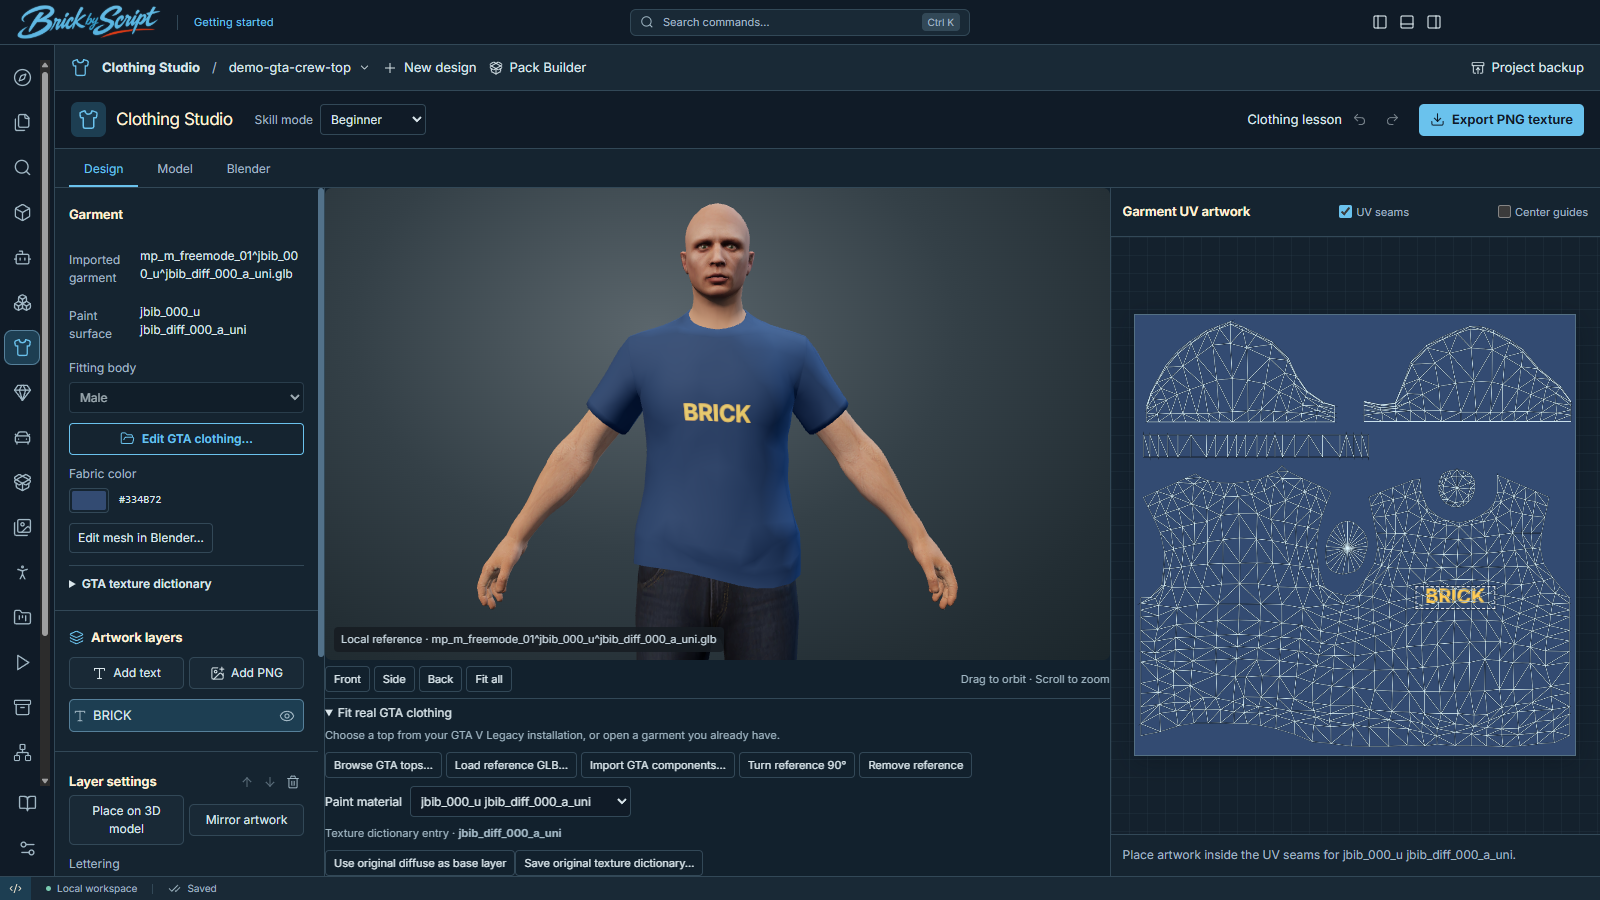 Brick by Script
Getting started
Search commands...
Ctrl K
Clothing Studio / demo-gta-crew-top
New design
Pack Builder
Project backup
Clothing Studio
Skill mode
Beginner
Clothing lesson
Export PNG texture
Design
Model
Blender
Garment
Imported garment
mp_m_freemode_01^jbib_00
0_u^jbib_diff_000_a_uni.glb
Paint surface
jbib_000_u
jbib_diff_000_a_uni
Fitting body
Male
Edit GTA clothing...
Fabric color
#334B72
Edit mesh in Blender...
GTA texture dictionary
Artwork layers
Add text
Add PNG
BRICK
Layer settings
Place on 3D model
Mirror artwork
Lettering
BRICK
Local reference · mp_m_freemode_01^jbib_000_u^jbib_diff_000_a_uni.glb
Front
Side
Back
Fit all
Drag to orbit · Scroll to zoom
Fit real GTA clothing
Choose a top from your GTA V Legacy installation, or open a garment you already have.
Browse GTA tops...
Load reference GLB...
Import GTA components...
Turn reference 90°
Remove reference
Paint material
jbib_000_u jbib_diff_000_a_uni
Texture dictionary entry · jbib_diff_000_a_uni
Use original diffuse as base layer
Save original texture dictionary...
Garment UV artwork
UV seams
Center guides
BRICK
Place artwork inside the UV seams for jbib_000_u jbib_diff_000_a_uni.
Local workspace
Saved